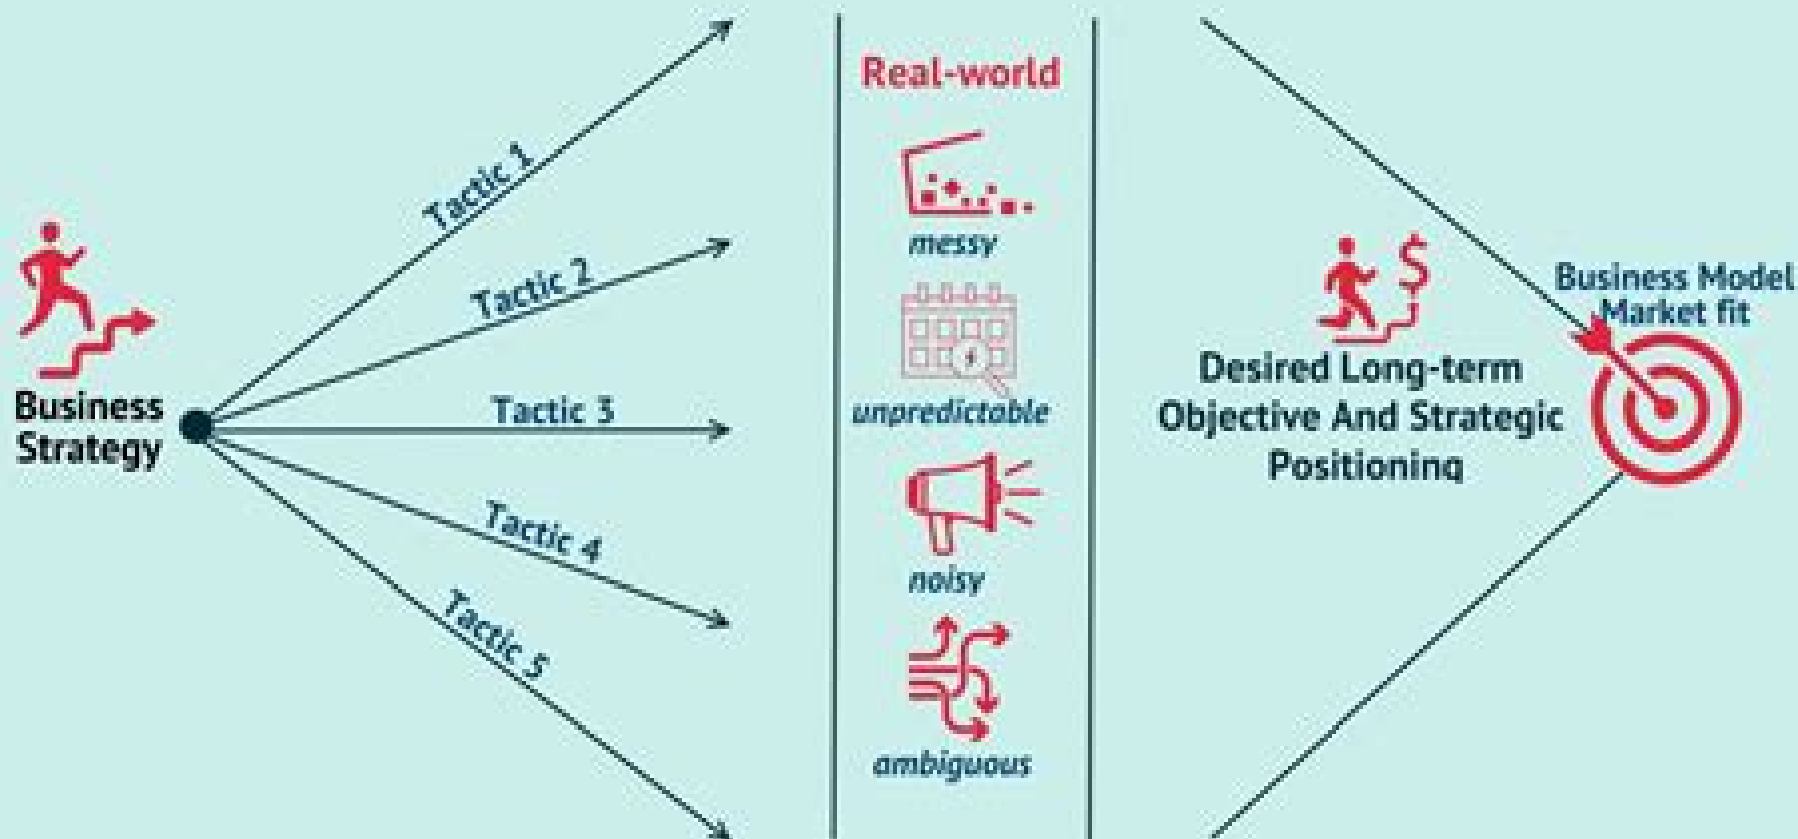 Business
Strategy
Tactic 1
Tactic 2
Tactic 3
Tactic 4
Tactic 5
Real-world
messy
unpredictable
noisy
ambiguous
$
Desired Long-term
Objective And Strategic
Positioning
Business Model
Market fit